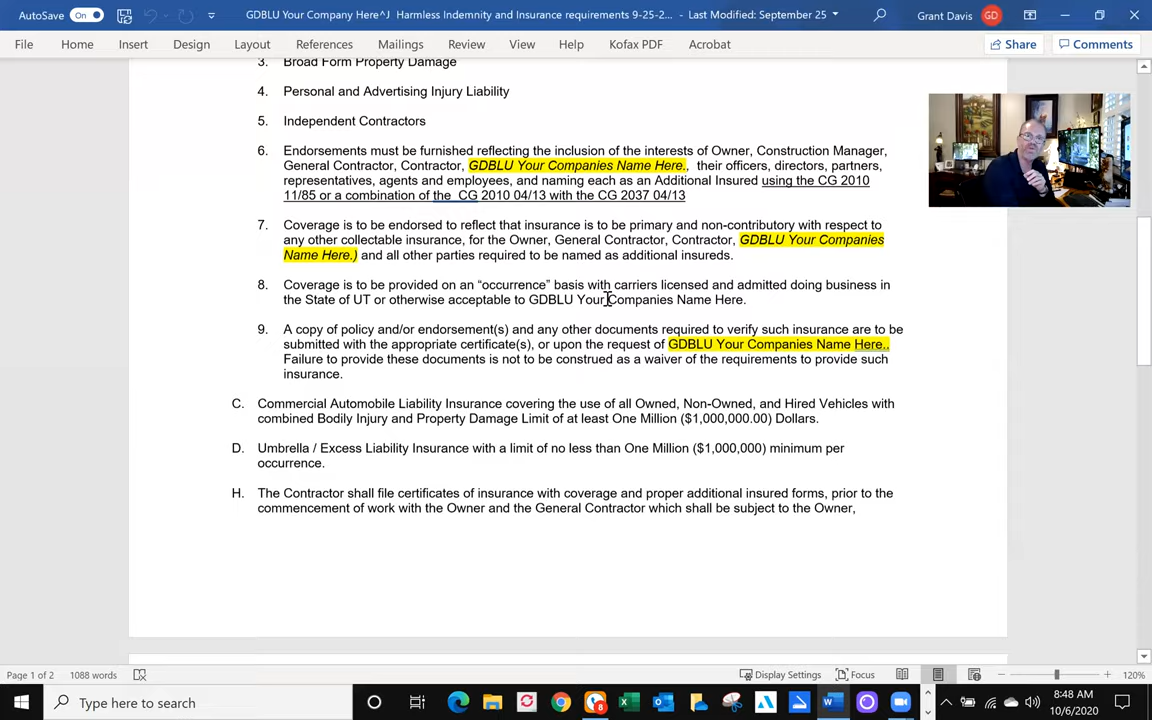 AutoSave On GDBLU Your Company Here^J Harmless Indemnity and Insurance requirements 9-25-2... - Last Modified: September 25 Grant Davis GD
File Home Insert Design Layout References Mailings Review View Help Kofax PDF Acrobat Share Comments
3. Broad Form Property Damage
4. Personal and Advertising Injury Liability
5. Independent Contractors
6. Endorsements must be furnished reflecting the inclusion of the interests of Owner, Construction Manager,
General Contractor, Contractor, GDBLU Your Companies Name Here., their officers, directors, partners,
representatives, agents and employees, and naming each as an Additional Insured using the CG 2010
11/85 or a combination of the CG 2010 04/13 with the CG 2037 04/13
7. Coverage is to be endorsed to reflect that insurance is to be primary and non-contributory with respect to
any other collectable insurance, for the Owner, General Contractor, Contractor, GDBLU Your Companies
Name Here.) and all other parties required to be named as additional insureds.
8. Coverage is to be provided on an “occurrence” basis with carriers licensed and admitted doing business in
the State of UT or otherwise acceptable to GDBLU Your Companies Name Here.
9. A copy of policy and/or endorsement(s) and any other documents required to verify such insurance are to be
submitted with the appropriate certificate(s), or upon the request of GDBLU Your Companies Name Here..
Failure to provide these documents is not to be construed as a waiver of the requirements to provide such
insurance.
C. Commercial Automobile Liability Insurance covering the use of all Owned, Non-Owned, and Hired Vehicles with
combined Bodily Injury and Property Damage Limit of at least One Million ($1,000,000.00) Dollars.
D. Umbrella / Excess Liability Insurance with a limit of no less than One Million ($1,000,000) minimum per
occurrence.
H. The Contractor shall file certificates of insurance with coverage and proper additional insured forms, prior to the
commencement of work with the Owner and the General Contractor which shall be subject to the Owner,
Page 1 of 2 1088 words Display Settings Focus 120%
Type here to search 8:48 AM
10/6/2020